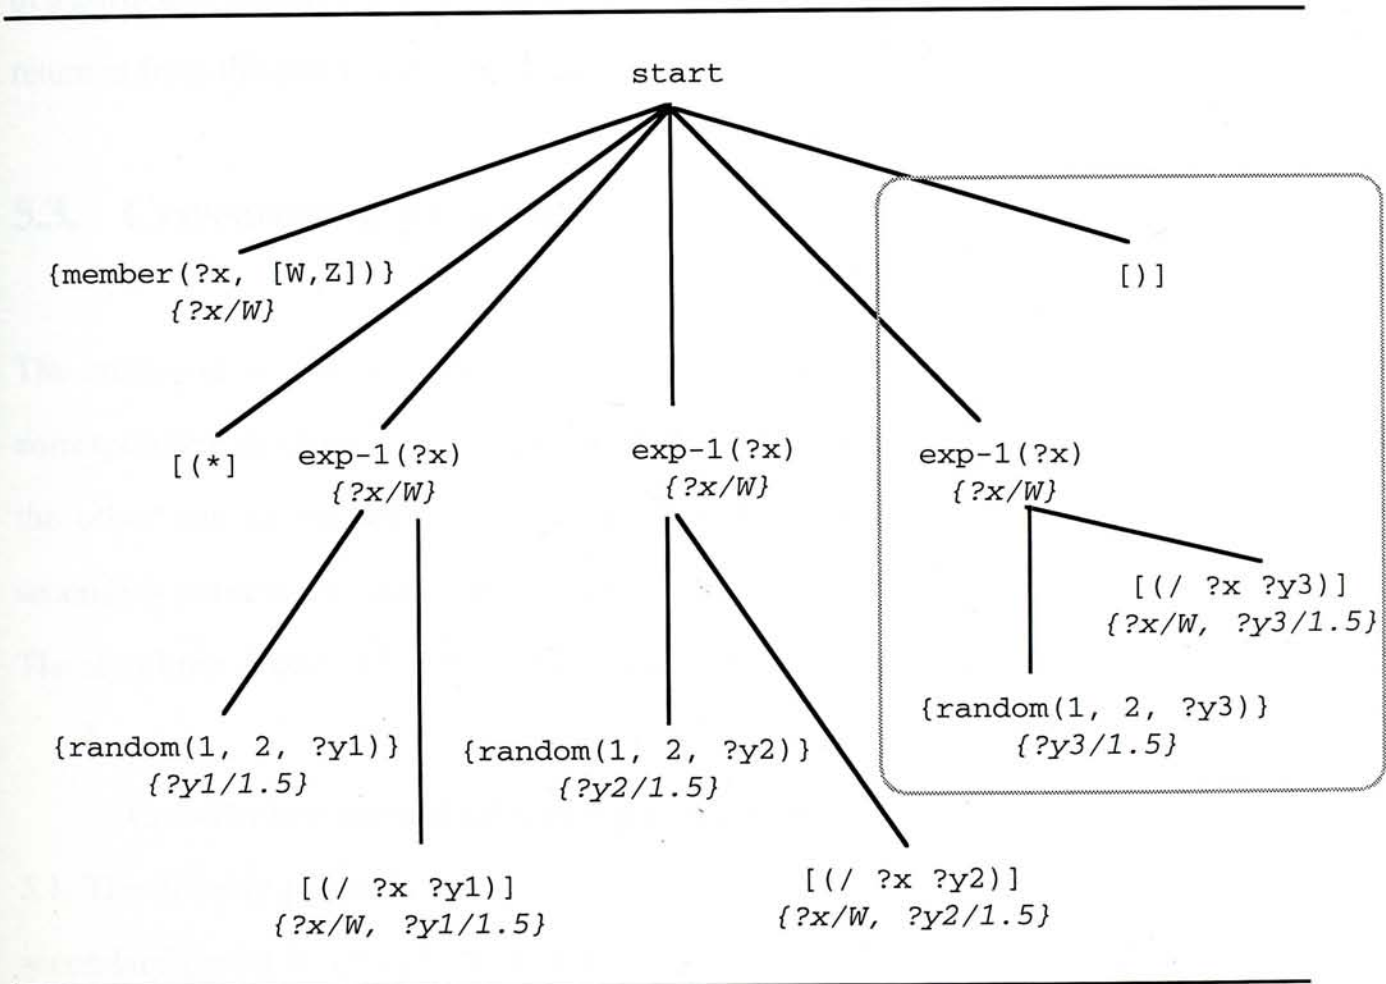 start
{member(?x, [W,Z])}
{?x/W}
[)]
[(*]
exp-1(?x)
{?x/W}
exp-1(?x)
{?x/W}
exp-1(?x)
{?x/W}
[(/ ?x ?y3)]
{?x/W, ?y3/1.5}
{random(1, 2, ?y1)}
{?y1/1.5}
{random(1, 2, ?y2)}
{?y2/1.5}
{random(1, 2, ?y3)}
{?y3/1.5}
[(/ ?x ?y1)]
{?x/W, ?y1/1.5}
[(/ ?x ?y2)]
{?x/W, ?y2/1.5}